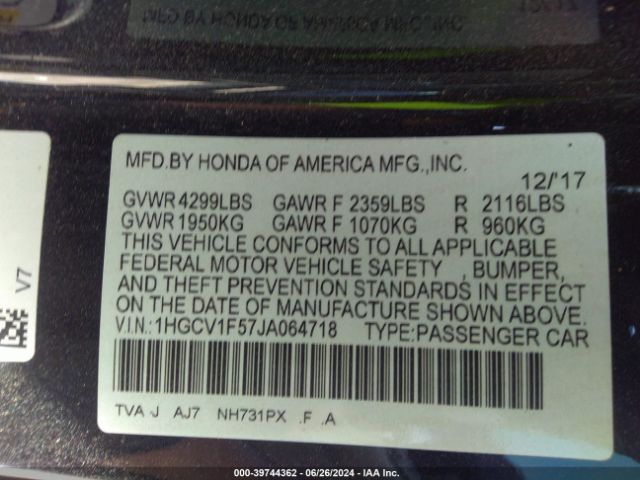 MFD.BY HONDA OF AMERICA MFG.,INC.
12/'17
GVWR 4299LBS GAWR F 2359LBS R 2116LBS
GVWR 1950KG GAWR F 1070KG R 960KG
THIS VEHICLE CONFORMS TO ALL APPLICABLE
FEDERAL MOTOR VEHICLE SAFETY , BUMPER,
AND THEFT PREVENTION STANDARDS IN EFFECT
ON THE DATE OF MANUFACTURE SHOWN ABOVE.
V.I.N.:1HGCV1F57JA064718 TYPE:PASSENGER CAR
TVA J AJ7 NH731PX .F .A
V7
000-39744362 | 06/26/2024 | IAA Inc.